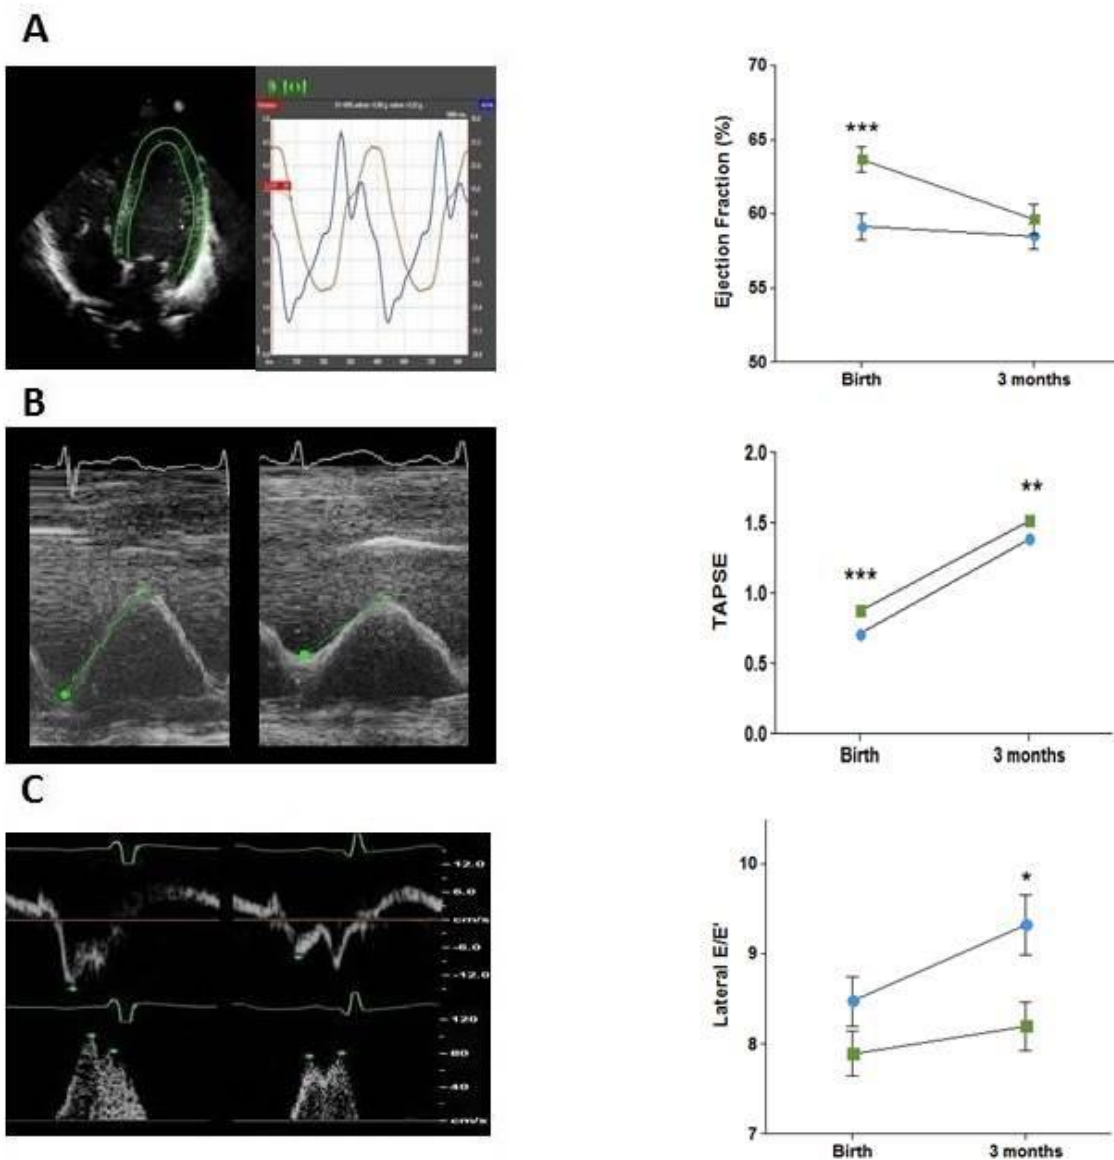 A
70
65
60
55
50
Ejection Fraction (%)
***
Birth 3 months
B
2.0
1.5
1.0
0.5
0.0
TAPSE
***
**
Birth 3 months
C
12.0
6.0
cm/s
-6.0
-12.0
120
80
40
cm/s
10
9
8
7
Lateral E/E'
*
Birth 3 months